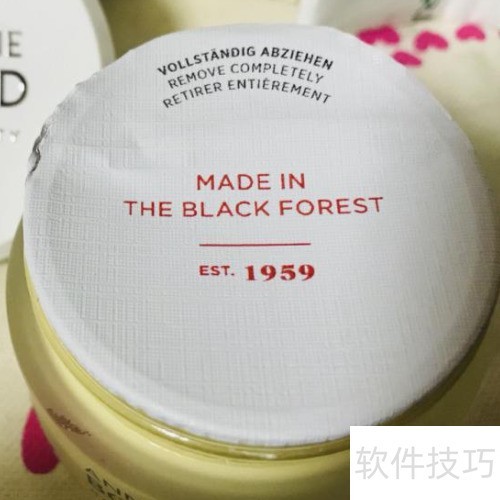 VOLLSTÄNDIG ABZIEHEN
REMOVE COMPLETELY
RETIRER ENTIÈREMENT
MADE IN
THE BLACK FOREST
EST. 1959
软件技巧